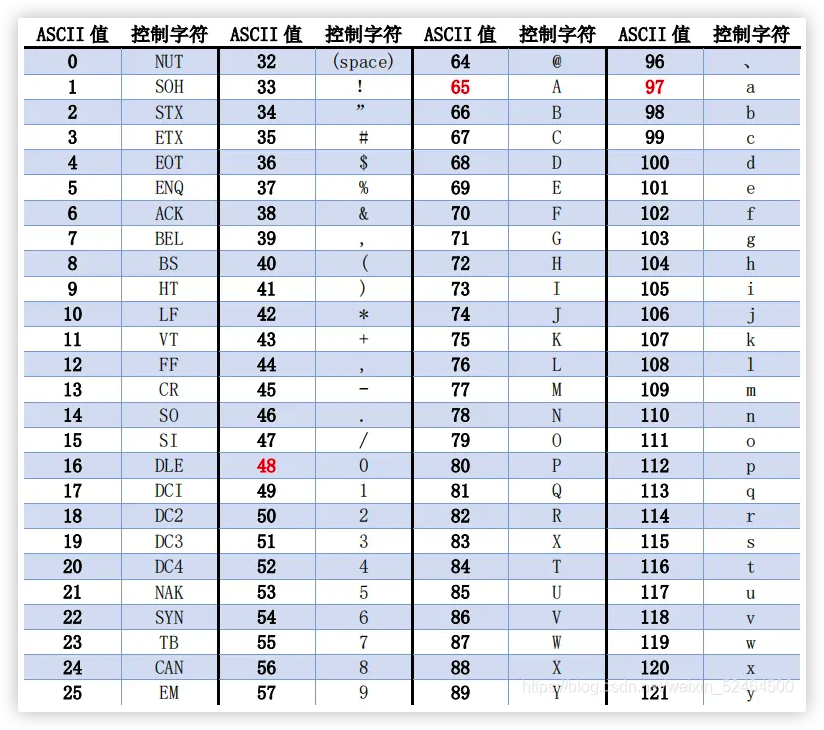 ASCII 值 控制字符 ASCII 值 控制字符 ASCII 值 控制字符 ASCII 值 控制字符
0 NUT 32 (space) 64 @ 96 、
1 SOH 33 ! 65 A 97 a
2 STX 34 ” 66 B 98 b
3 ETX 35 # 67 C 99 c
4 EOT 36 $ 68 D 100 d
5 ENQ 37 % 69 E 101 e
6 ACK 38 & 70 F 102 f
7 BEL 39 , 71 G 103 g
8 BS 40 ( 72 H 104 h
9 HT 41 ) 73 I 105 i
10 LF 42 * 74 J 106 j
11 VT 43 + 75 K 107 k
12 FF 44 , 76 L 108 l
13 CR 45 - 77 M 109 m
14 SO 46 . 78 N 110 n
15 SI 47 / 79 O 111 o
16 DLE 48 0 80 P 112 p
17 DCI 49 1 81 Q 113 q
18 DC2 50 2 82 R 114 r
19 DC3 51 3 83 X 115 s
20 DC4 52 4 84 T 116 t
21 NAK 53 5 85 U 117 u
22 SYN 54 6 86 V 118 v
23 TB 55 7 87 W 119 w
24 CAN 56 8 88 X 120 x
25 EM 57 9 89 Y 121 y